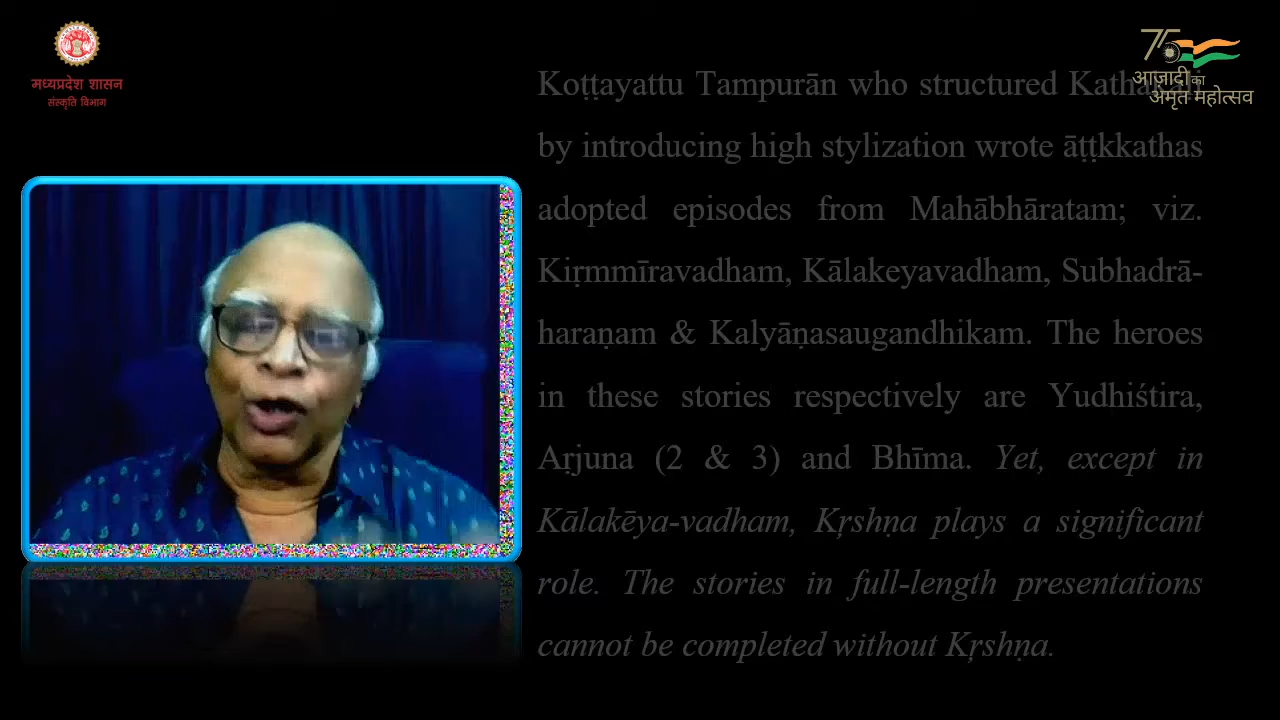 मध्यप्रदेश शासन
संस्कृति विभाग
75
आज़ादी का
अमृत महोत्सव
Koṭṭayattu Tampurān who structured
by introducing high stylization wrote āṭṭkkathas
adopted episodes from Mahābhāratam; viz.
Kiṛmmīravadham, Kālakeyavadham, Subhadrā-
haraṇam & Kalyāṇasaugandhikam. The heroes
in these stories respectively are Yudhiśtira,
Aṛjuna (2 & 3) and Bhīma. Yet, except in
Kālakēya-vadham, Kṛshṇa plays a significant
role. The stories in full-length presentations
cannot be completed without Kṛshṇa.